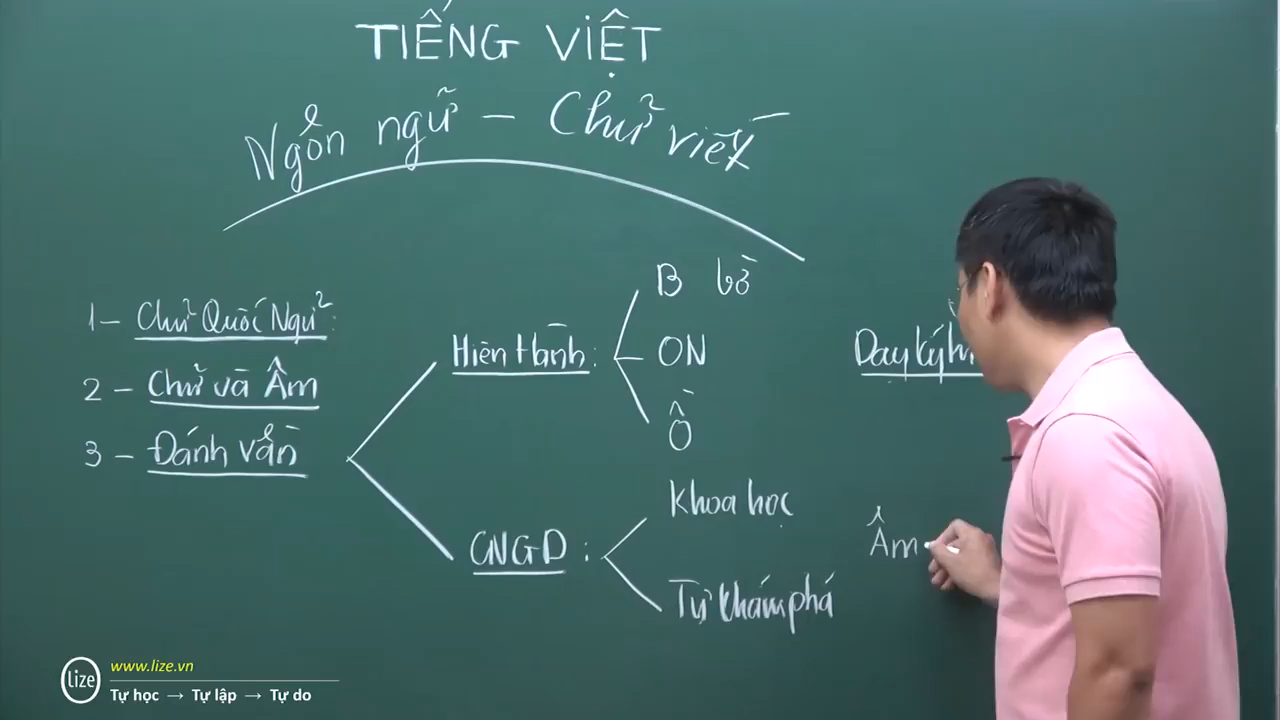 TIẾNG VIỆT
Ngôn ngữ – Chữ viết
1– Chữ Quốc Ngữ:
2 – Chữ và Âm
3 – Đánh vần
Hiện Hành:
B bờ
ON
Ồ
CNGD:
Khoa học
Tự khám phá
Dạy ký
Âm
lize
www.lize.vn
Tự học → Tự lập → Tự do